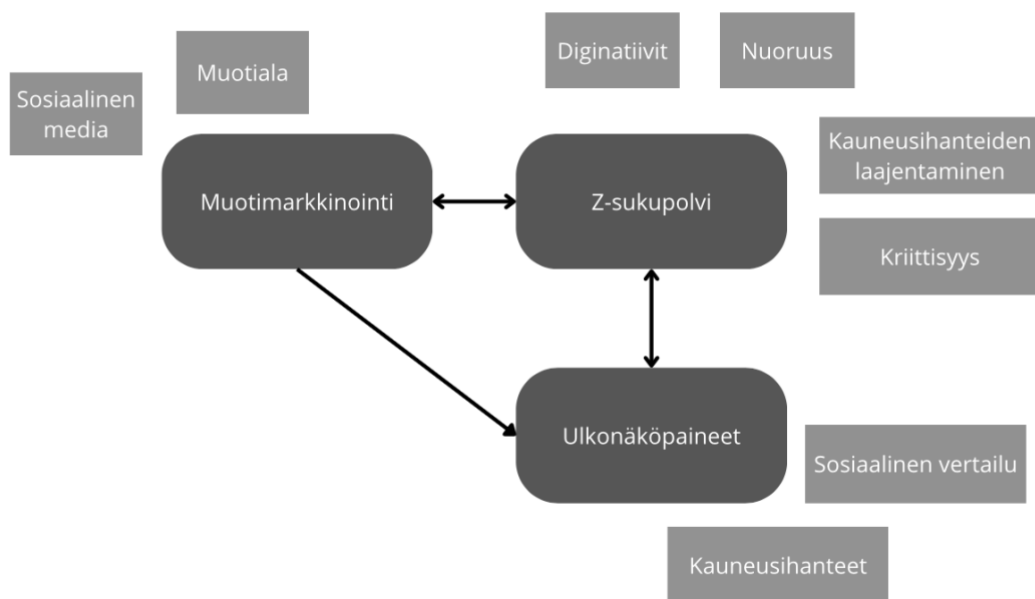 Diginatiivit
Nuoruus
Muotiala
Sosiaalinen
media
Kauneusihanteiden
laajentaminen
Muotimarkkinointi
Z-sukupolvi
Kriittisyys
Ulkonäköpaineet
Sosiaalinen vertailu
Kauneusihanteet